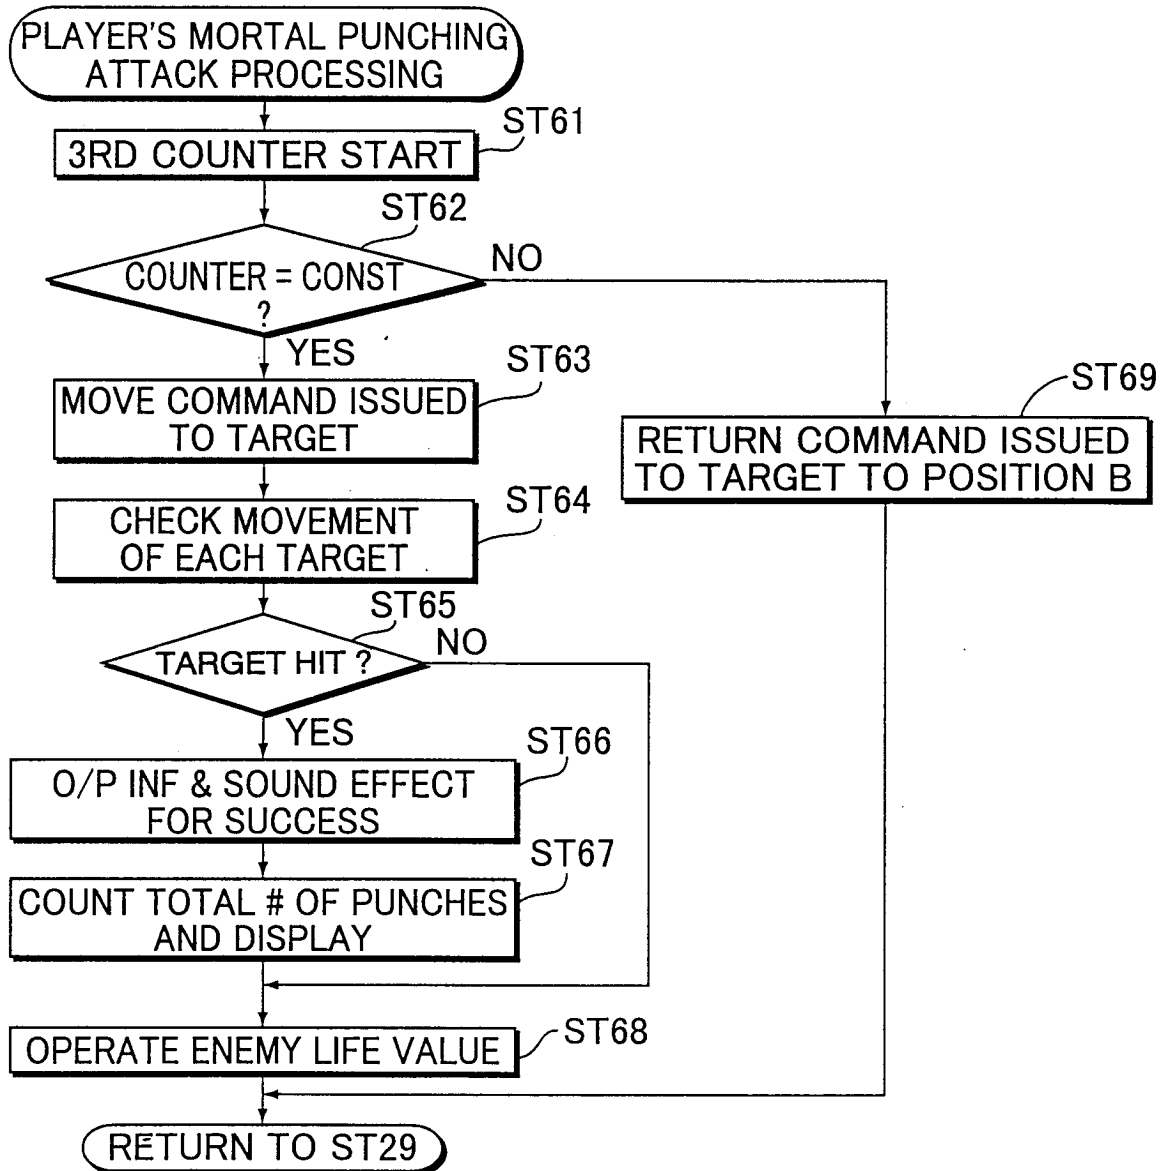 PLAYER'S MORTAL PUNCHING
ATTACK PROCESSING
ST61
3RD COUNTER START
ST62
COUNTER = CONST
?
NO
YES
ST63
MOVE COMMAND ISSUED
TO TARGET
ST69
RETURN COMMAND ISSUED
TO TARGET TO POSITION B
ST64
CHECK MOVEMENT
OF EACH TARGET
ST65
TARGET HIT ?
NO
YES
ST66
O/P INF & SOUND EFFECT
FOR SUCCESS
ST67
COUNT TOTAL # OF PUNCHES
AND DISPLAY
ST68
OPERATE ENEMY LIFE VALUE
RETURN TO ST29